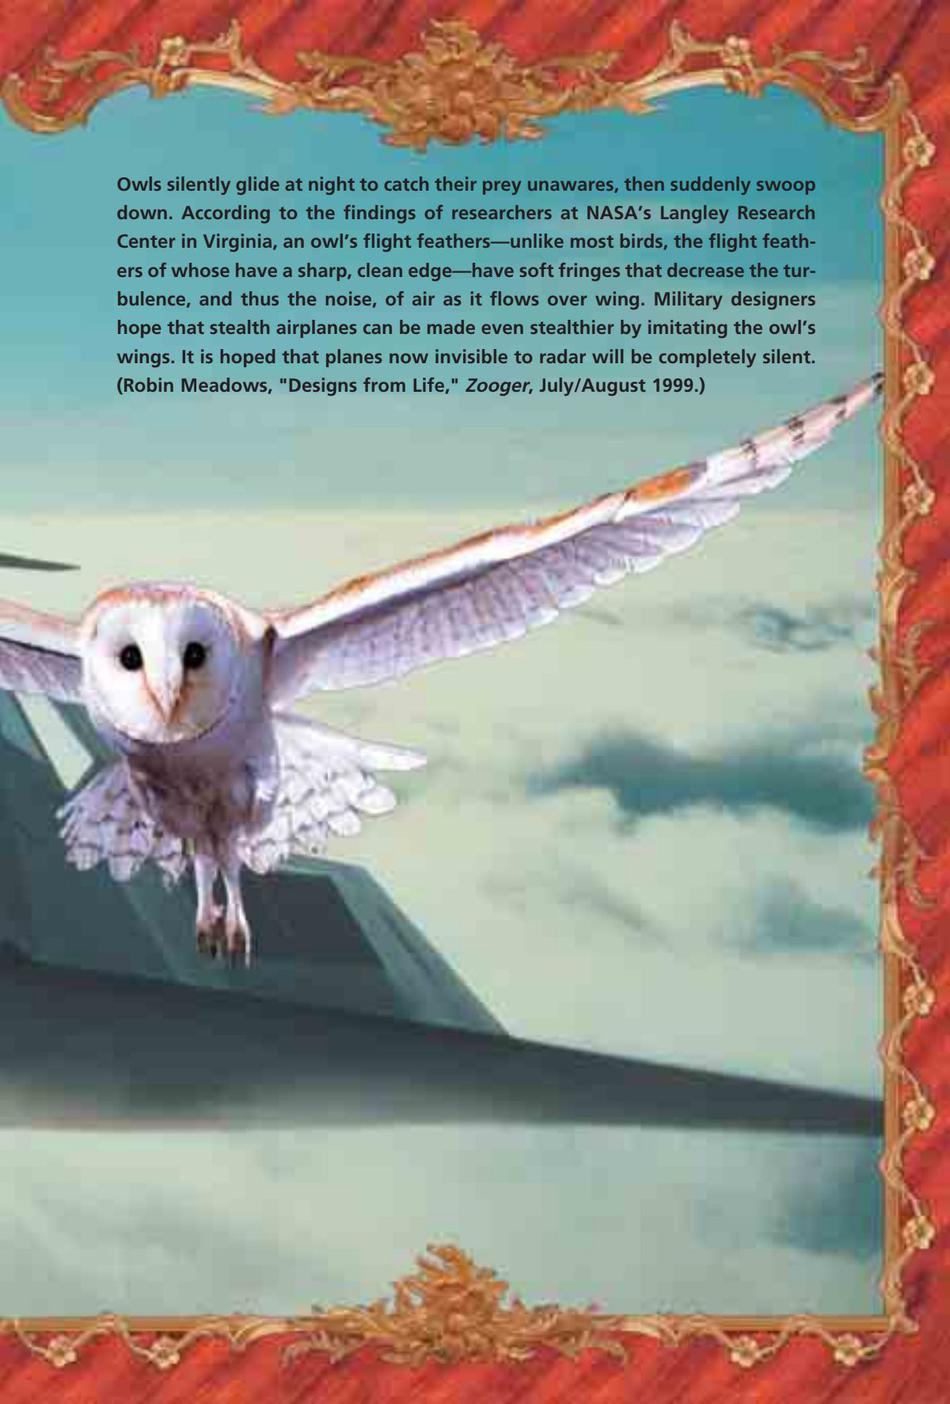 Owls silently glide at night to catch their prey unawares, then suddenly swoop
down. According to the findings of researchers at NASA's Langley Research
Center in Virginia, an owl's flight feathers—unlike most birds, the flight feath-
ers of whose have a sharp, clean edge—have soft fringes that decrease the tur-
bulence, and thus the noise, of air as it flows over wing. Military designers
hope that stealth airplanes can be made even stealthier by imitating the owl's
wings. It is hoped that planes now invisible to radar will be completely silent.
(Robin Meadows, "Designs from Life," Zooger, July/August 1999.)